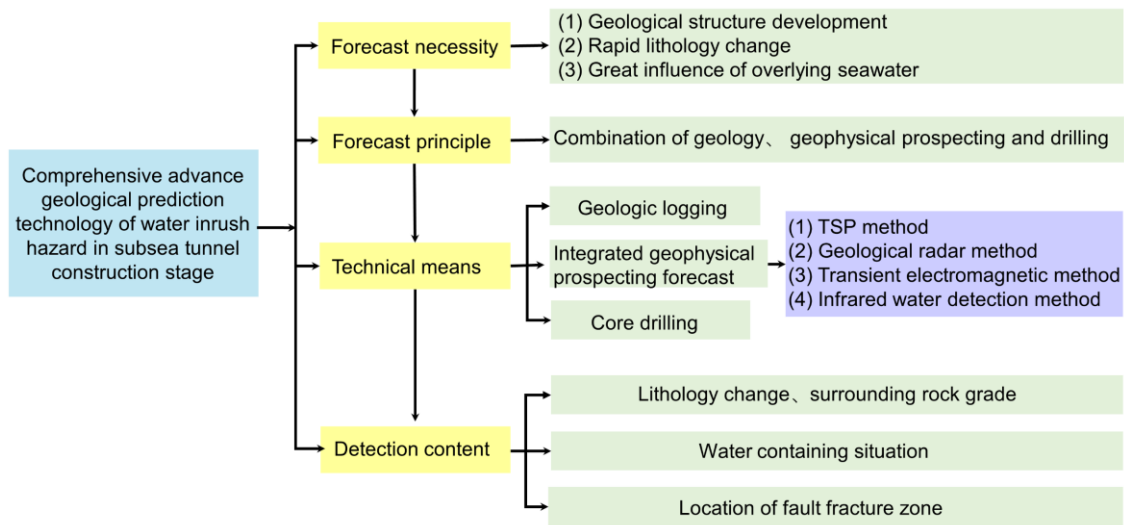 Comprehensive advance
geological prediction
technology of water inrush
hazard in subsea tunnel
construction stage
Forecast necessity
(1) Geological structure development
(2) Rapid lithology change
(3) Great influence of overlying seawater
Forecast principle
Combination of geology、 geophysical prospecting and drilling
Technical means
Geologic logging
Integrated geophysical
prospecting forecast
(1) TSP method
(2) Geological radar method
(3) Transient electromagnetic method
(4) Infrared water detection method
Core drilling
Detection content
Lithology change、surrounding rock grade
Water containing situation
Location of fault fracture zone